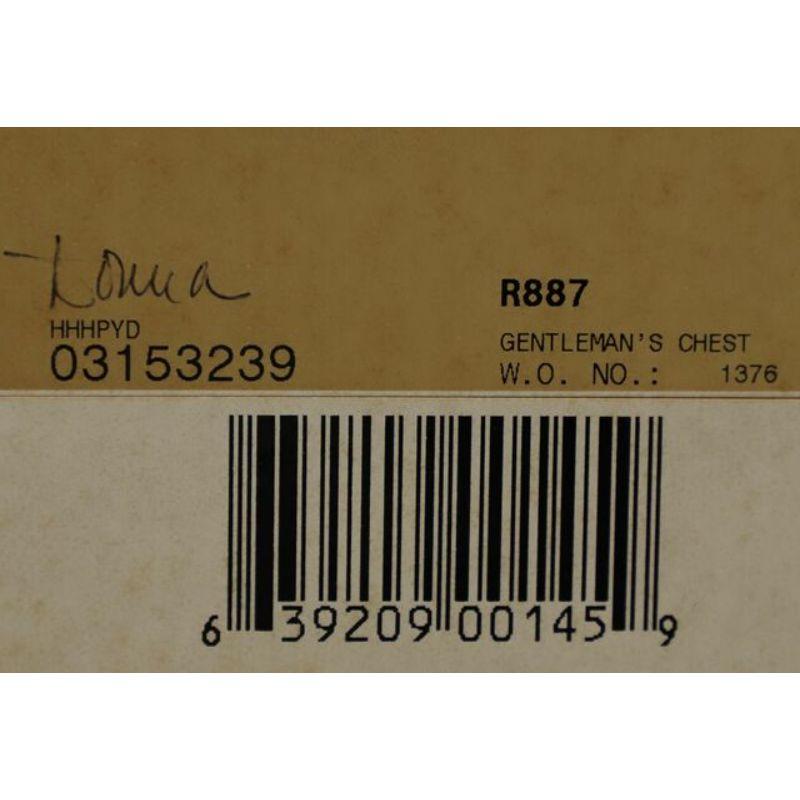 Donna
HHHPYD
03153239
R887
GENTLEMAN'S CHEST
W.O. NO.: 1376
6 39209 00145 9